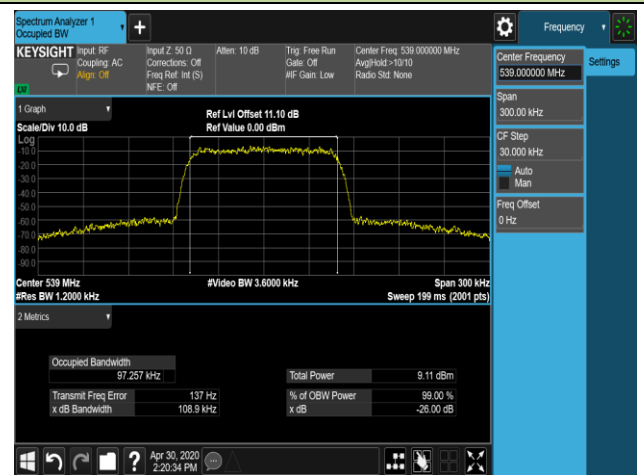 Spectrum Analyzer 1
Occupied BW
+
Frequency
KEYSIGHT
Input: RF
Coupling: AC
Align: Off
Input Z: 50 Ω
Corrections: Off
Freq Ref: Int (S)
NFE: Off
Atten: 10 dB
Trig: Free Run
Gate: Off
#IF Gain: Low
Center Freq: 539.000000 MHz
Avg|Hold:>10/10
Radio Std: None
Center Frequency
539.000000 MHz
Settings
Span
300.00 kHz
CF Step
30.000 kHz
Auto
Man
Freq Offset
0 Hz
1 Graph
Scale/Div 10.0 dB
Ref Lvl Offset 11.10 dB
Ref Value 0.00 dBm
Log
-10.0
-20.0
-30.0
-40.0
-50.0
-60.0
-70.0
-80.0
-90.0
Center 539 MHz
#Video BW 3.6000 kHz
Span 300 kHz
#Res BW 1.2000 kHz
Sweep 199 ms (2001 pts)
2 Metrics
Occupied Bandwidth
97.257 kHz
Total Power 9.11 dBm
Transmit Freq Error 137 Hz
% of OBW Power 99.00 %
x dB Bandwidth 108.9 kHz
x dB -26.00 dB
?
Apr 30, 2020
2:20:34 PM